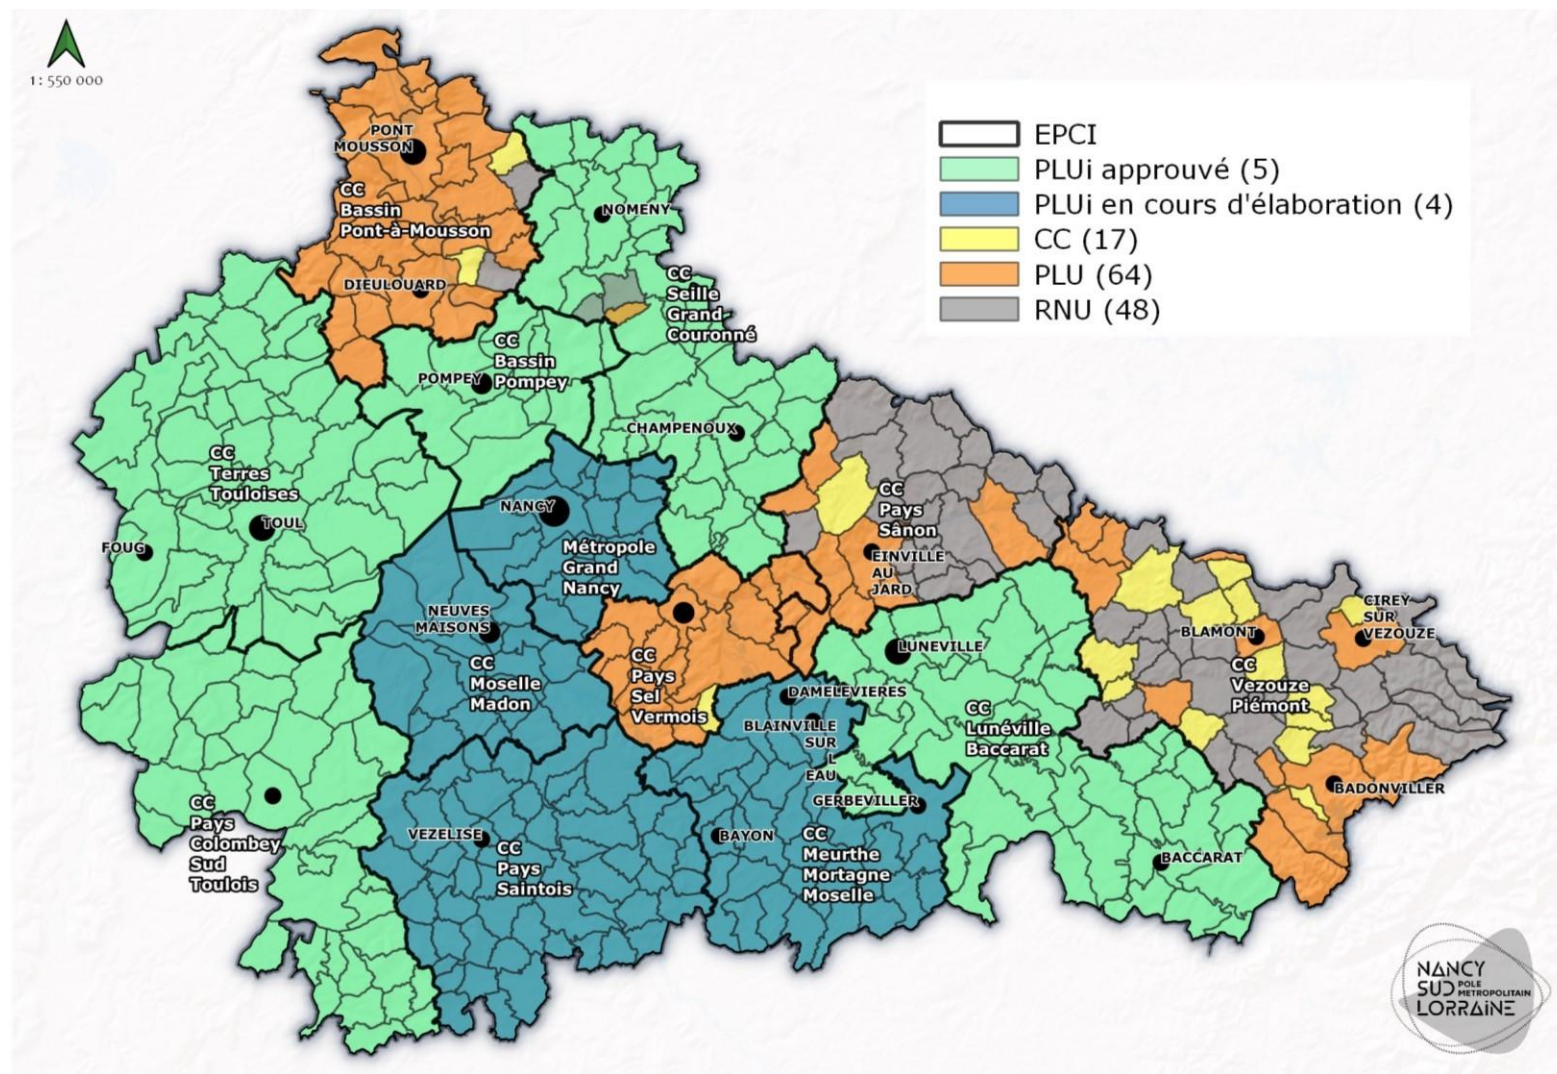 1 : 550 000
EPCI
PLUi approuvé (5)
PLUi en cours d'élaboration (4)
CC (17)
PLU (64)
RNU (48)
PONT
MOUSSON
CC
Bassin
Pont-à-Mousson
DIEULOUARD
NOMENY
CC
Seille
Grand
Couronné
CC
Bassin
Pompey
POMPEY
CHAMPENOUX
CC
Terres
Touloises
TOUL
FOUG
NANCY
Métropole
Grand
Nancy
CC
Pays
Sânon
EINVILLE
AU
JARD
NEUVES
MAISONS
CC
Moselle
Madon
CC
Pays
Sel
Vermois
LUNEVILLE
DAMELEVIERES
BLAINVILLE
SUR
L
EAU
CC
Lunéville
Baccarat
CIREY
SUR
VEZOUZE
BLAMONT
CC
Vezouze
Piémont
BADONVILLER
GERBEVILLER
CC
Pays
Colombey
Sud
Toulois
VEZELISE
CC
Pays
Saintois
BAYON
CC
Meurthe
Mortagne
Moselle
BACCARAT
NANCY
SUD POLE
METROPOLITAIN
LORRAINE